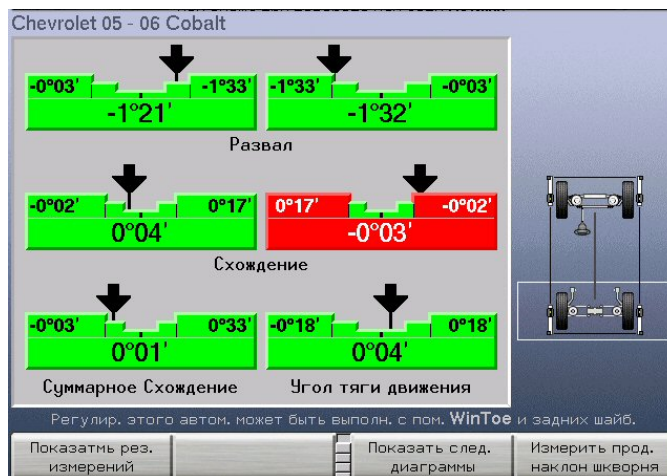 Chevrolet 05 - 06 Cobalt
-0°03' -1°33' -1°33' -0°03'
-1°21' -1°32'
Развал
-0°02' 0°17' 0°17' -0°02'
0°04' -0°03'
Схождение
-0°03' 0°33' -0°18' 0°18'
0°01' 0°04'
Суммарное Схождение Угол тяги движения
Регулир. этого автом. может быть выполн. с пом. WinToe и задних шайб.
Показатмь рез. Показать след. Измерить прод.
измерений диаграммы наклон шкворня